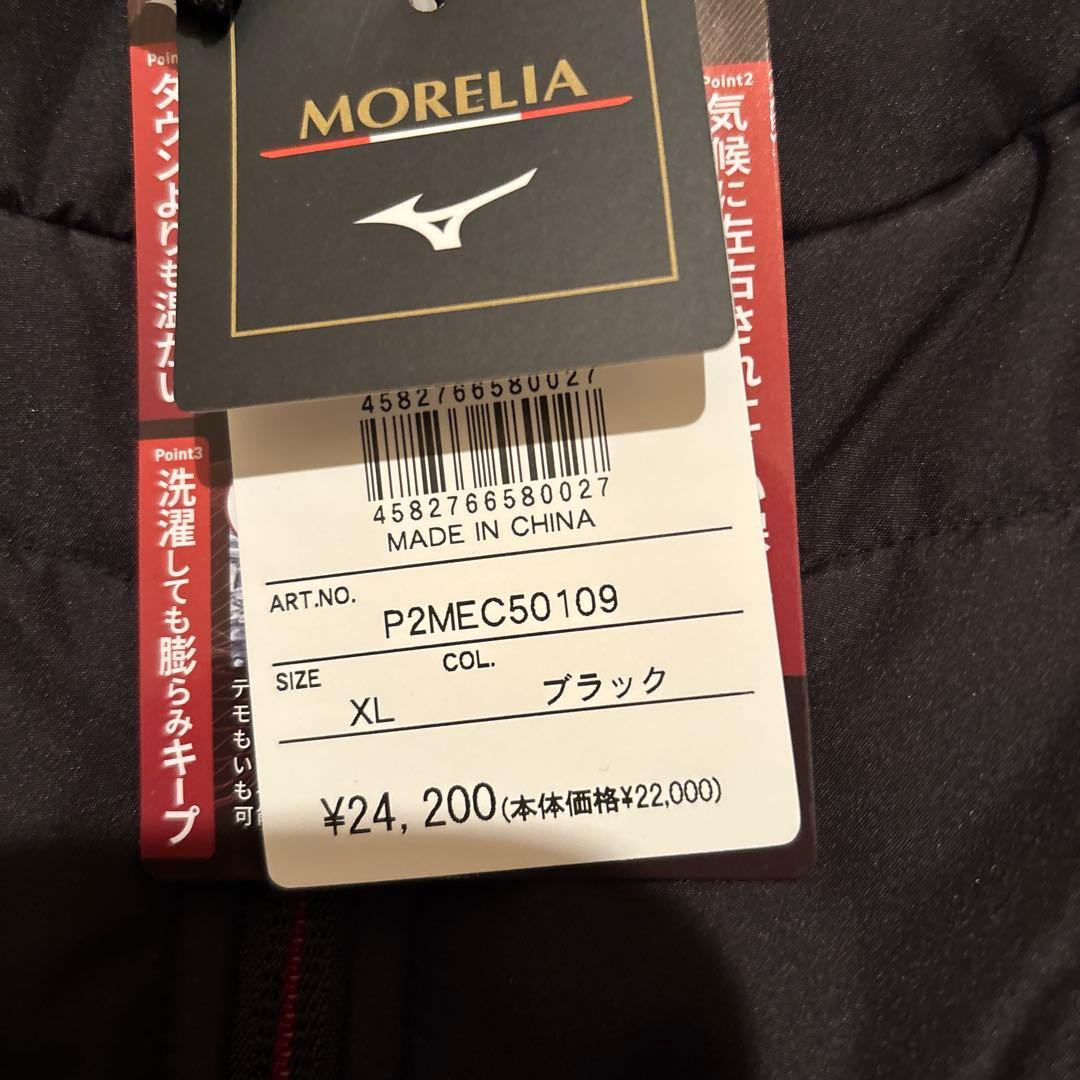 MORELIA
Point2
気候に左右され
ダウンよりも温かい
4582766580027
4582766580027
MADE IN CHINA
Point3
洗濯しても膨らみキープ
ART.NO.
P2MEC50109
SIZE
COL.
XL
ブラック
¥24,200(本体価格¥22,000)